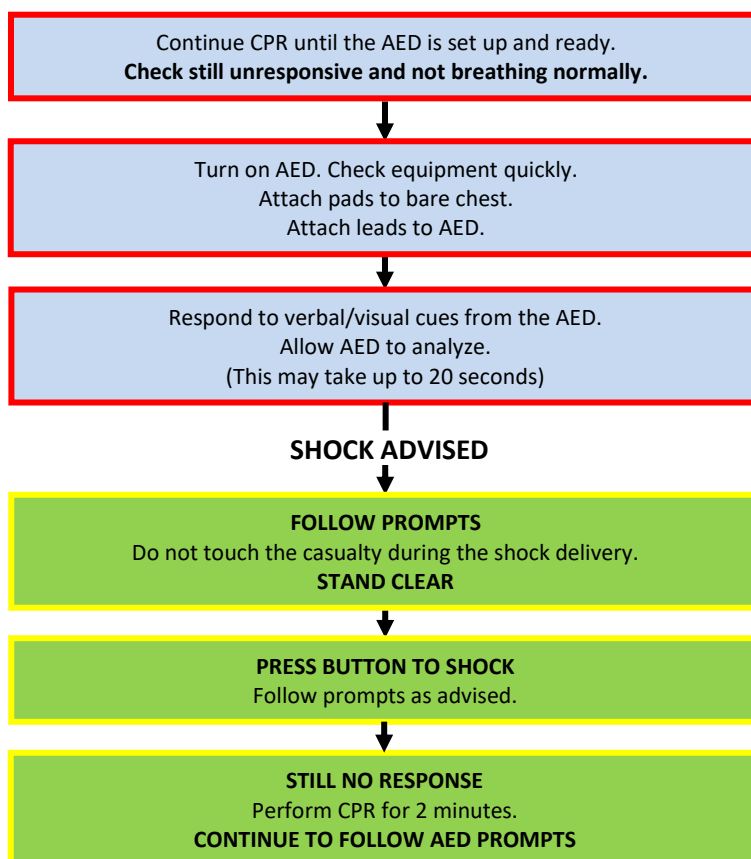 Continue CPR until the AED is set up and ready.
Check still unresponsive and not breathing normally.
Turn on AED. Check equipment quickly.
Attach pads to bare chest.
Attach leads to AED.
Respond to verbal/visual cues from the AED.
Allow AED to analyze.
(This may take up to 20 seconds)
SHOCK ADVISED
FOLLOW PROMPTS
Do not touch the casualty during the shock delivery.
STAND CLEAR
PRESS BUTTON TO SHOCK
Follow prompts as advised.
STILL NO RESPONSE
Perform CPR for 2 minutes.
CONTINUE TO FOLLOW AED PROMPTS